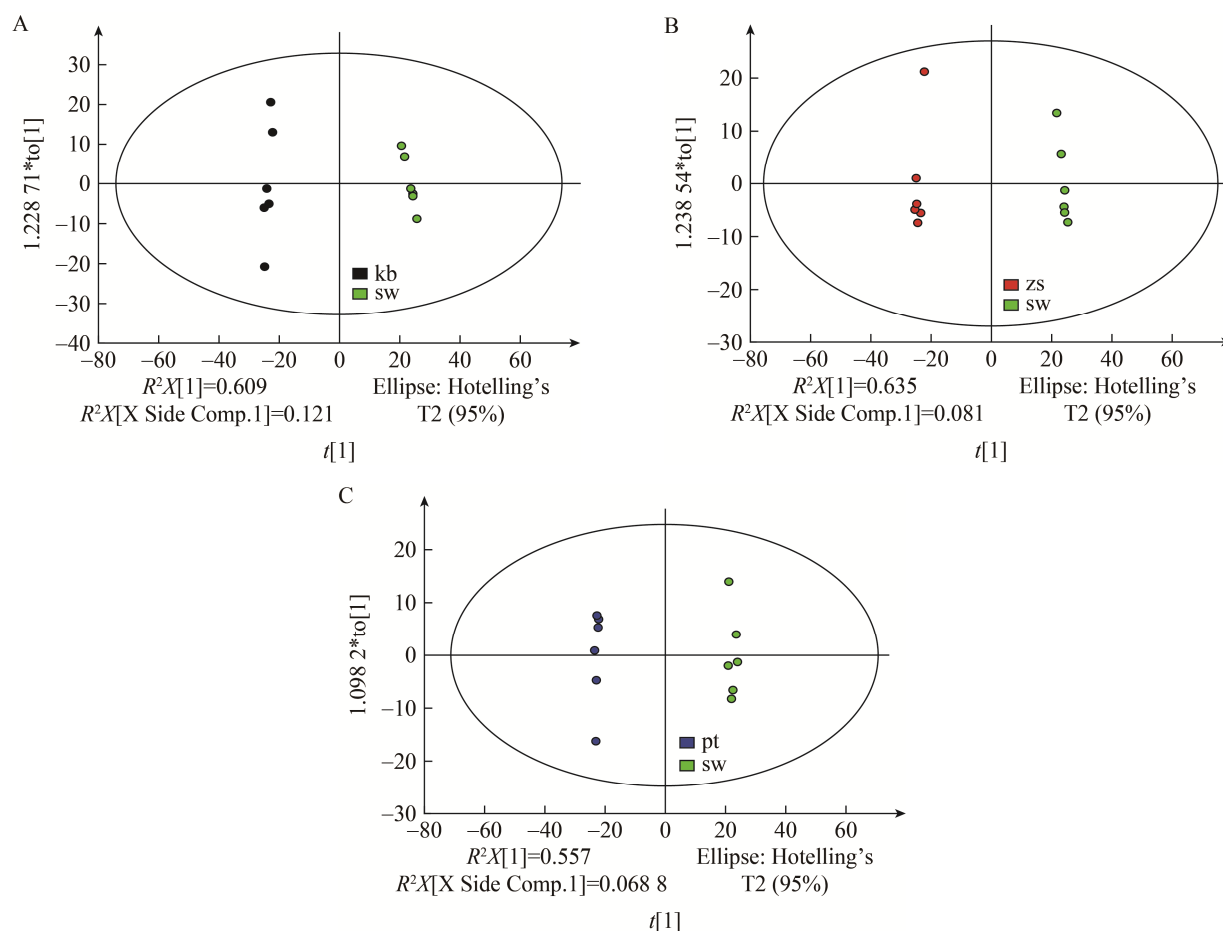 A
1.228 71*to[1]
30
20
10
0
−10
−20
−30
−40
kb
sw
−80 −60 −40 −20 0 20 40 60
R²X[1]=0.609 Ellipse: Hotelling's
R²X[X Side Comp.1]=0.121 T2 (95%)
t[1]
B
1.238 54*to[1]
20
10
0
−10
−20
−30
zs
sw
−80 −60 −40 −20 0 20 40 60
R²X[1]=0.635 Ellipse: Hotelling's
R²X[X Side Comp.1]=0.081 T2 (95%)
t[1]
C
1.098 2*to[1]
20
10
0
−10
−20
−30
pt
sw
−80 −60 −40 −20 0 20 40 60
R²X[1]=0.557 Ellipse: Hotelling's
R²X[X Side Comp.1]=0.068 8 T2 (95%)
t[1]